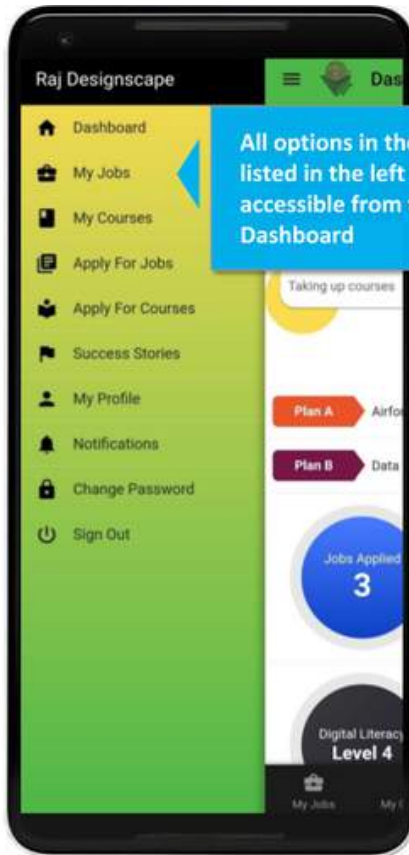 Raj Designscape
Das
Dashboard
My Jobs
My Courses
Apply For Jobs
Apply For Courses
Success Stories
My Profile
Notifications
Change Password
Sign Out
All options in the
listed in the left
accessible from
Dashboard
Taking up courses
Plan A
Airfo
Plan B
Data
Jobs Applied
3
Digital Literacy
Level 4
My Jobs
My